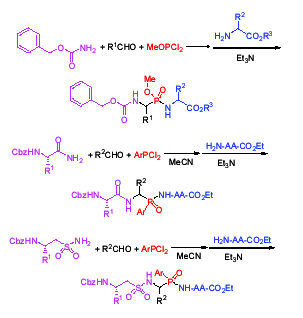 O NH2 + R1CHO + MeOPCl2 H2N R2 CO2R3
O Et3N
O H N Me O O P N H R2 CO2R3
O R1
CbzHN O NH2 + R2CHO + ArPCl2 H2N-AA-CO2Et
R1 MeCN Et3N
CbzHN O N H R2 P O NH-AA-CO2Et
R1 Ar
CbzHN S NH2 + R2CHO + ArPCl2 H2N-AA-CO2Et
R1 O O MeCN Et3N
CbzHN S H N Ar P O NH-AA-CO2Et
R1 O O R2